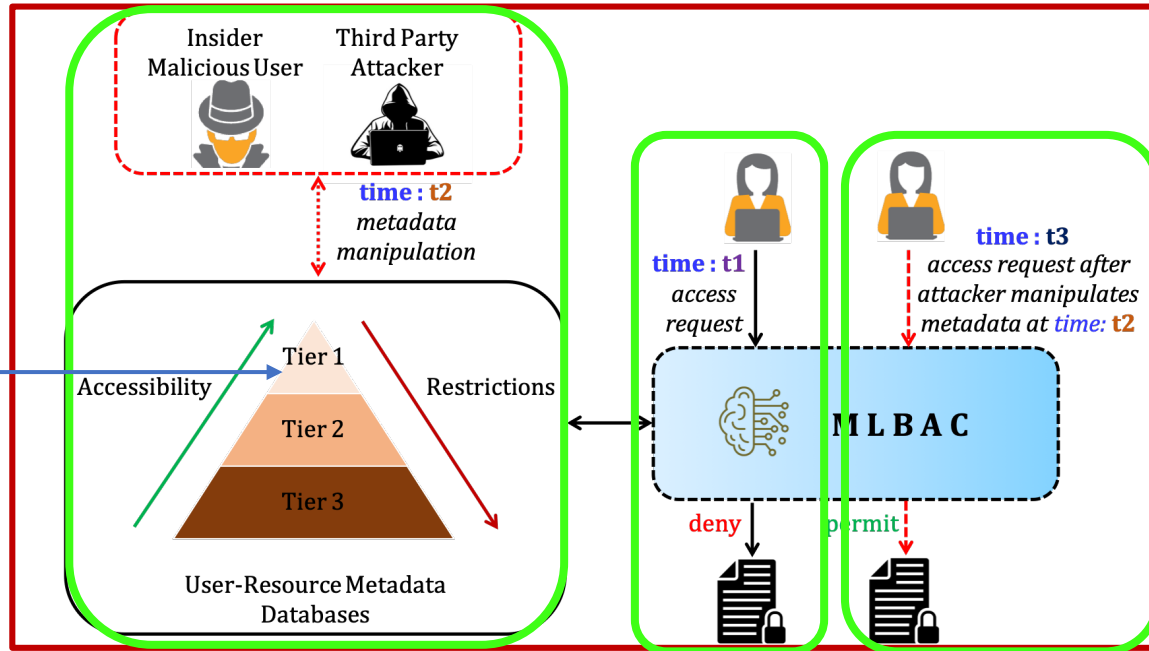 Insider
Malicious User
Third Party
Attacker
time : t2
metadata
manipulation
Accessibility
Tier 1
Restrictions
Tier 2
Tier 3
User-Resource Metadata
Databases
time : t1
access
request
time : t3
access request after
attacker manipulates
metadata at time: t2
MLBAC
deny
permit